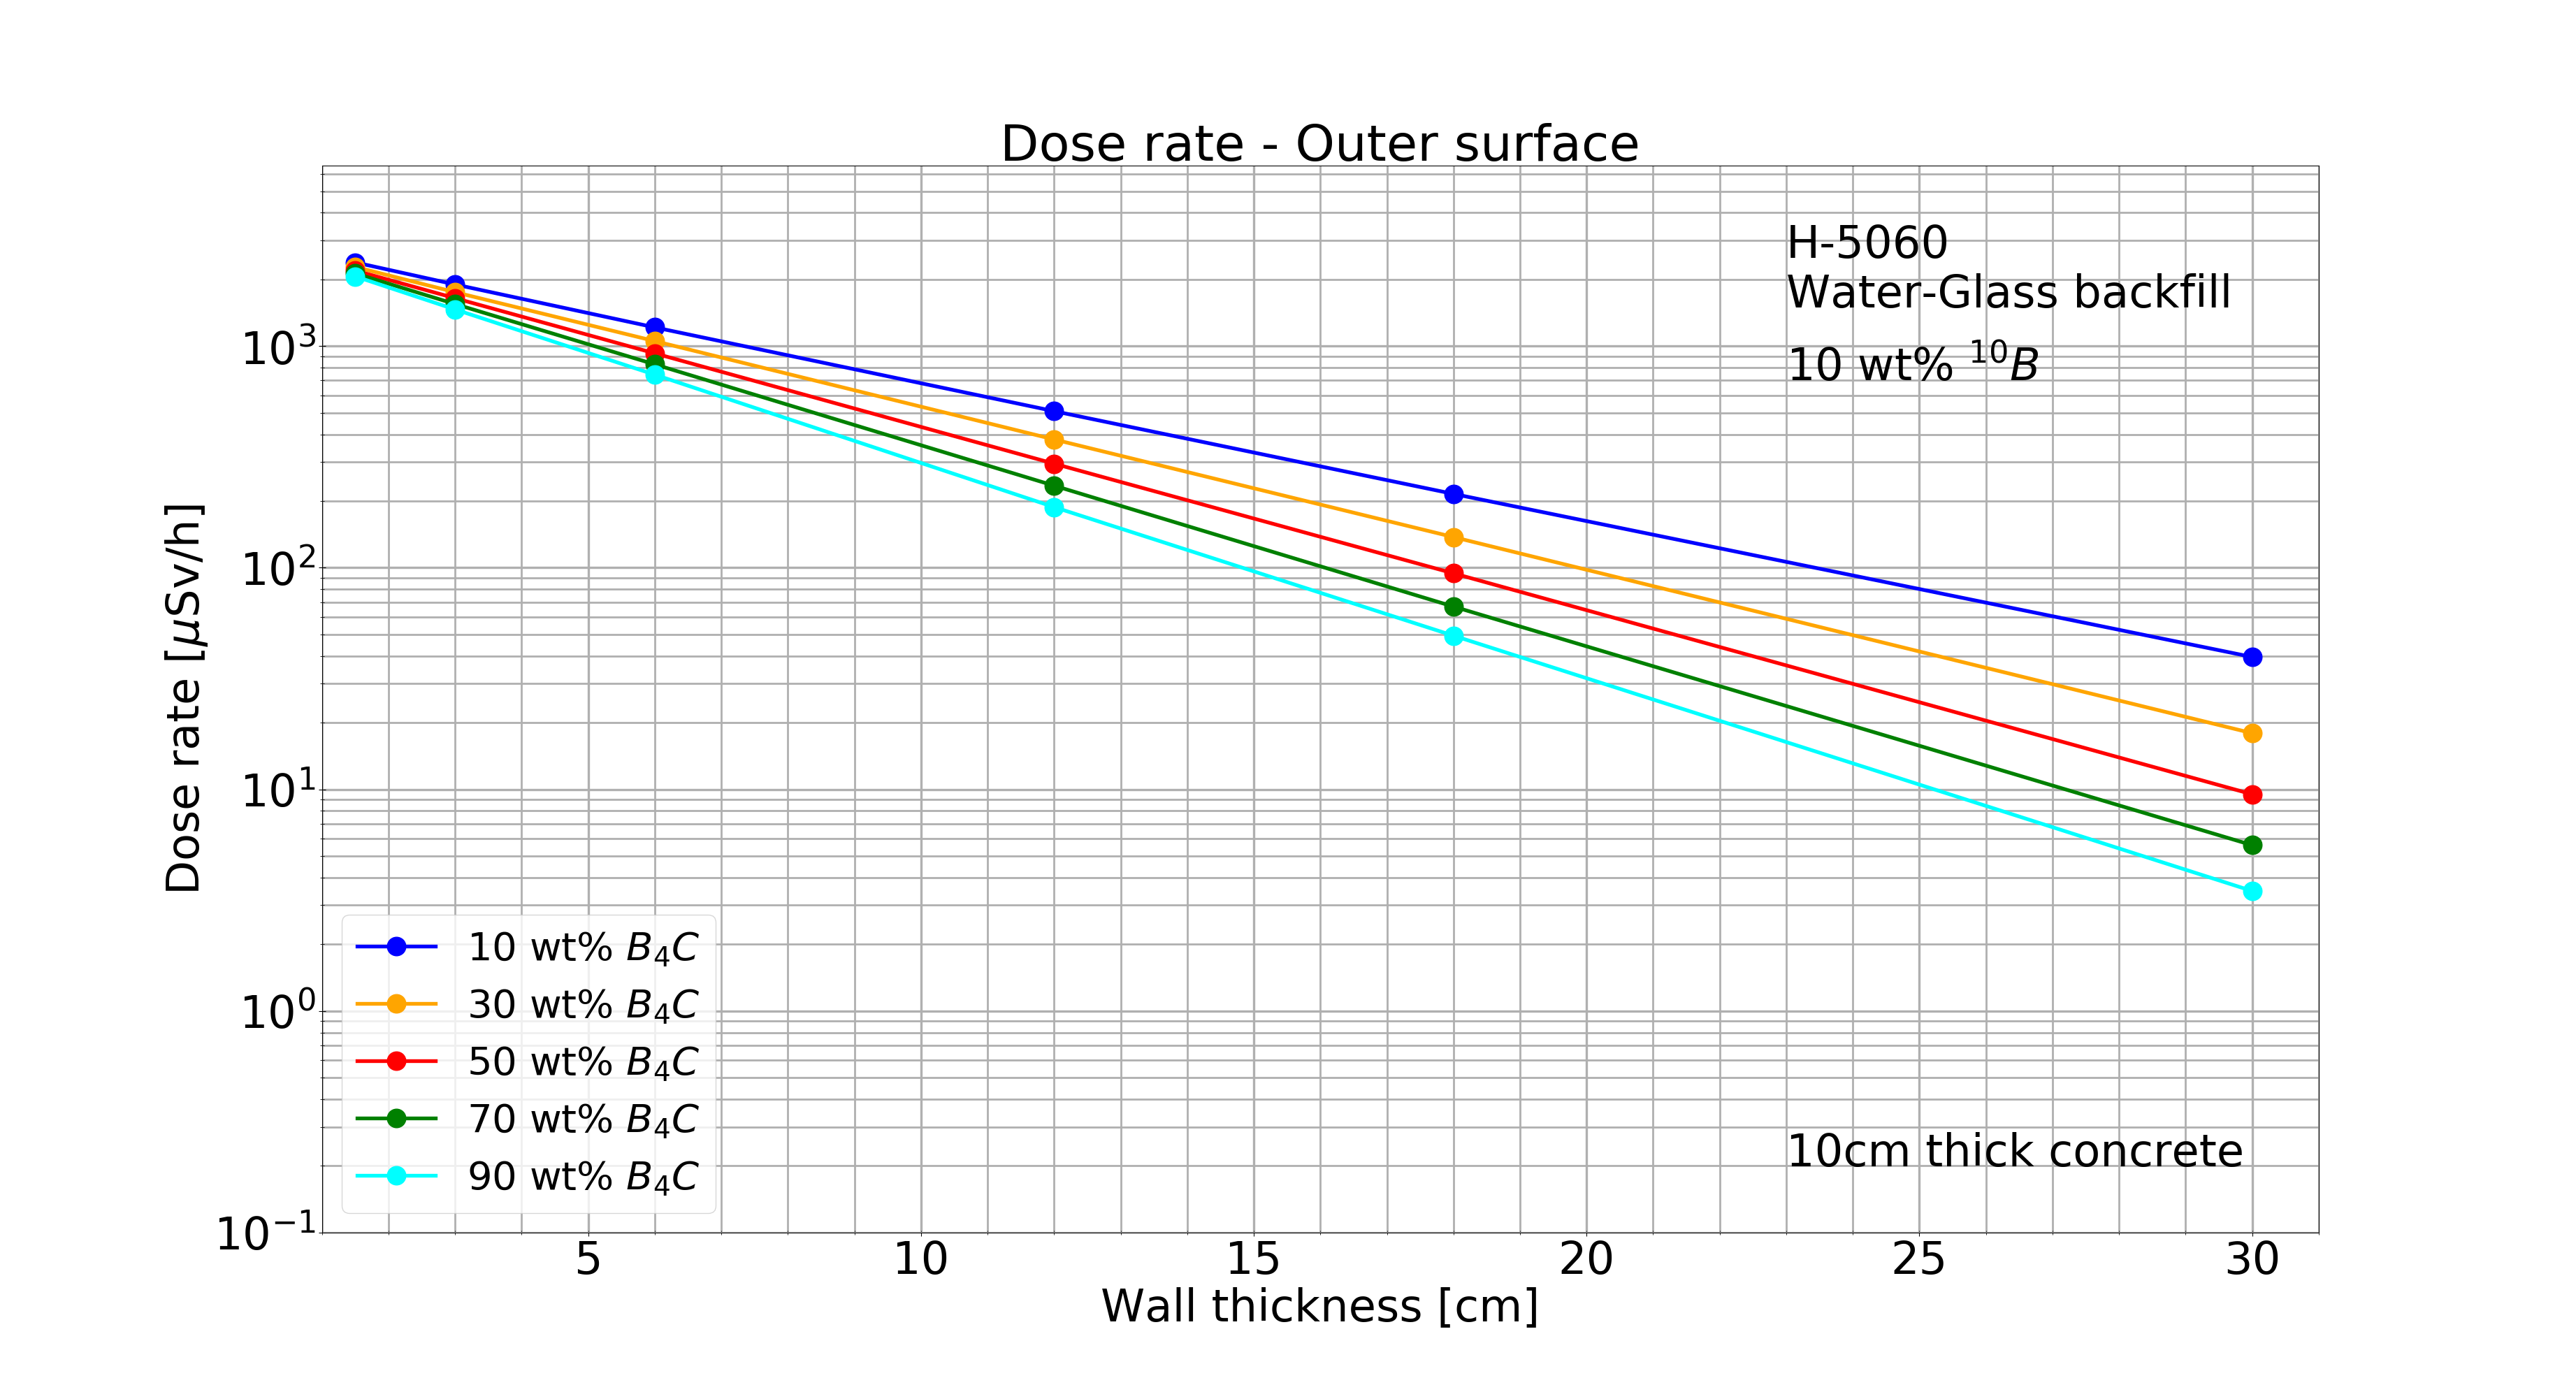 Dose rate - Outer surface
H-5060
Water-Glass backfill
10 wt% ¹⁰B
10cm thick concrete
Dose rate [μSv/h]
10³
10²
10¹
10⁰
10⁻¹
10 wt% B₄C
30 wt% B₄C
50 wt% B₄C
70 wt% B₄C
90 wt% B₄C
5 10 15 20 25 30
Wall thickness [cm]